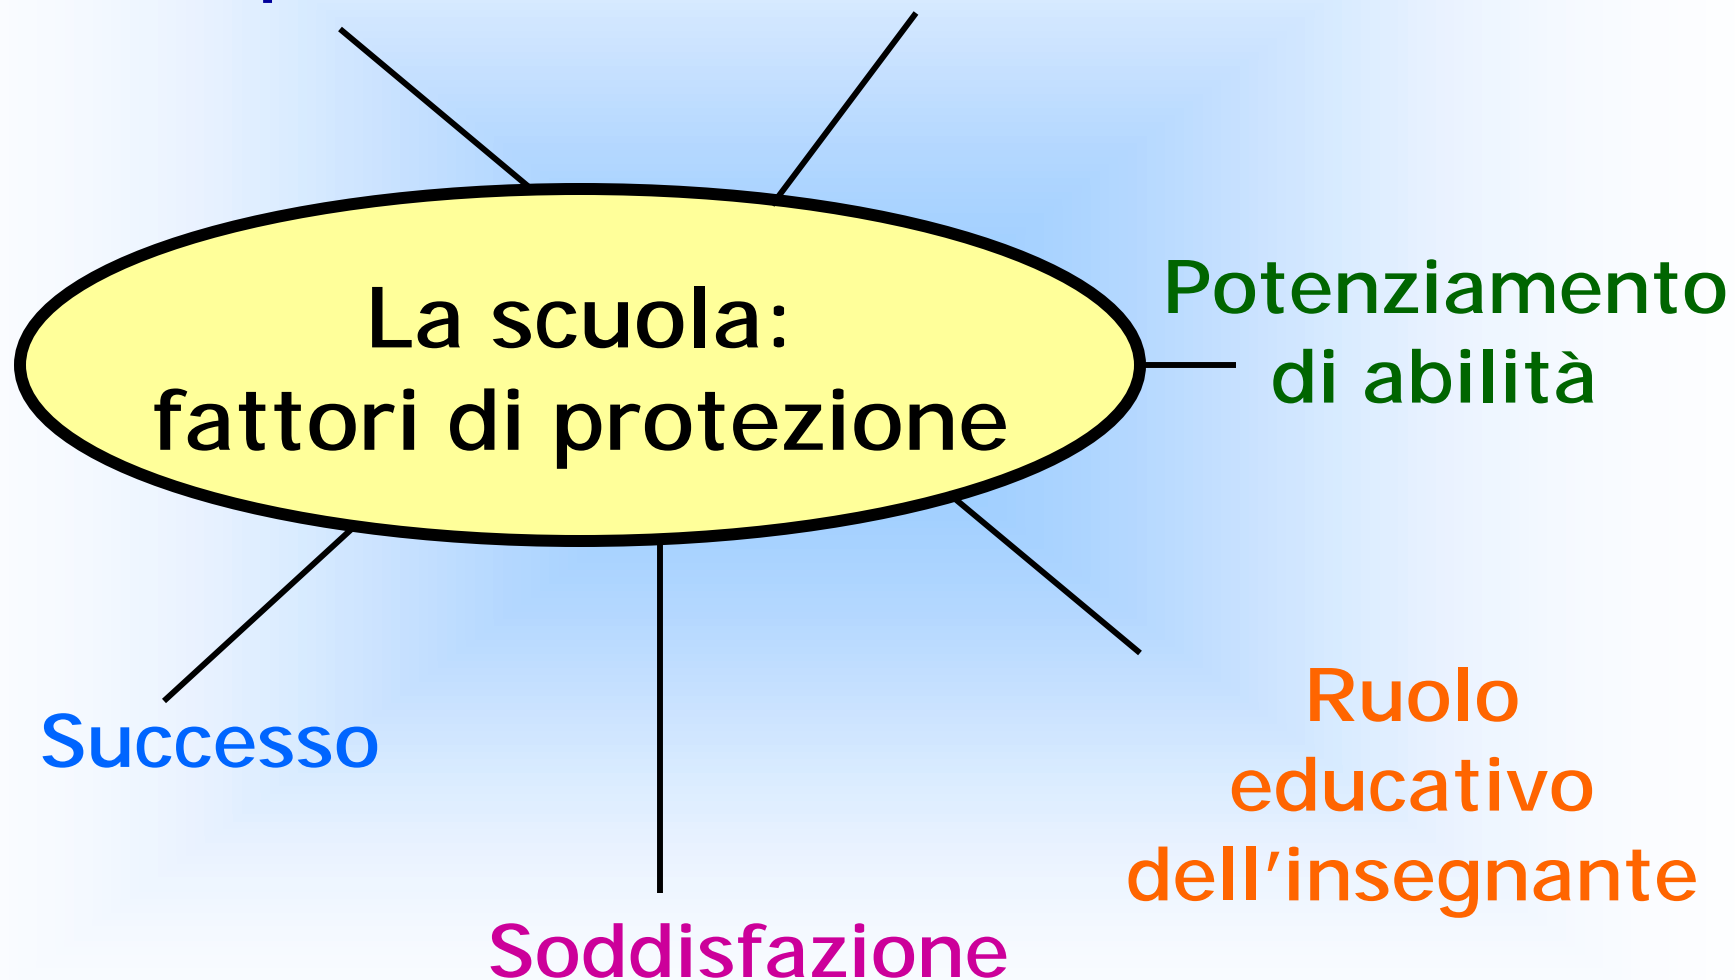 La scuola:
fattori di protezione
Potenziamento
di abilità
Ruolo
educativo
dell'insegnante
Successo
Soddisfazione